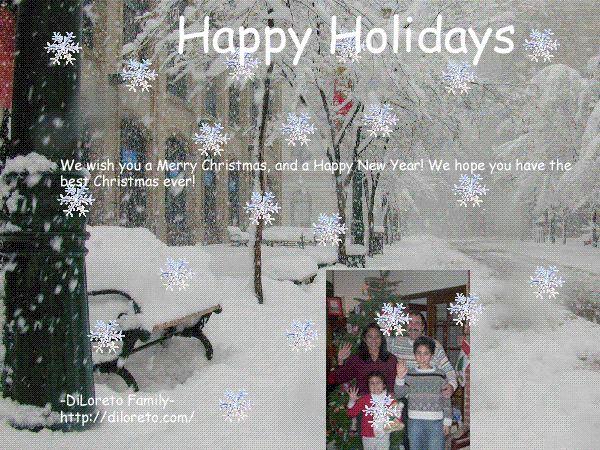 Happy Holidays
We wish you a Merry Christmas, and a Happy New Year! We hope you have the
best Christmas ever!
-DiLoreto Family-
http://diloreto.com/